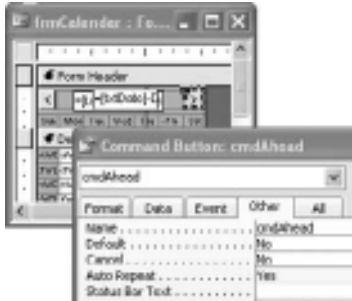 frmCalender : Fo...
Form Header
Command Button: cmdAhead
cmdAhead
Format Data Event Other All
Name cmdAhead
Default No
Cancel No
Auto Repeat Yes
Status Bar Text